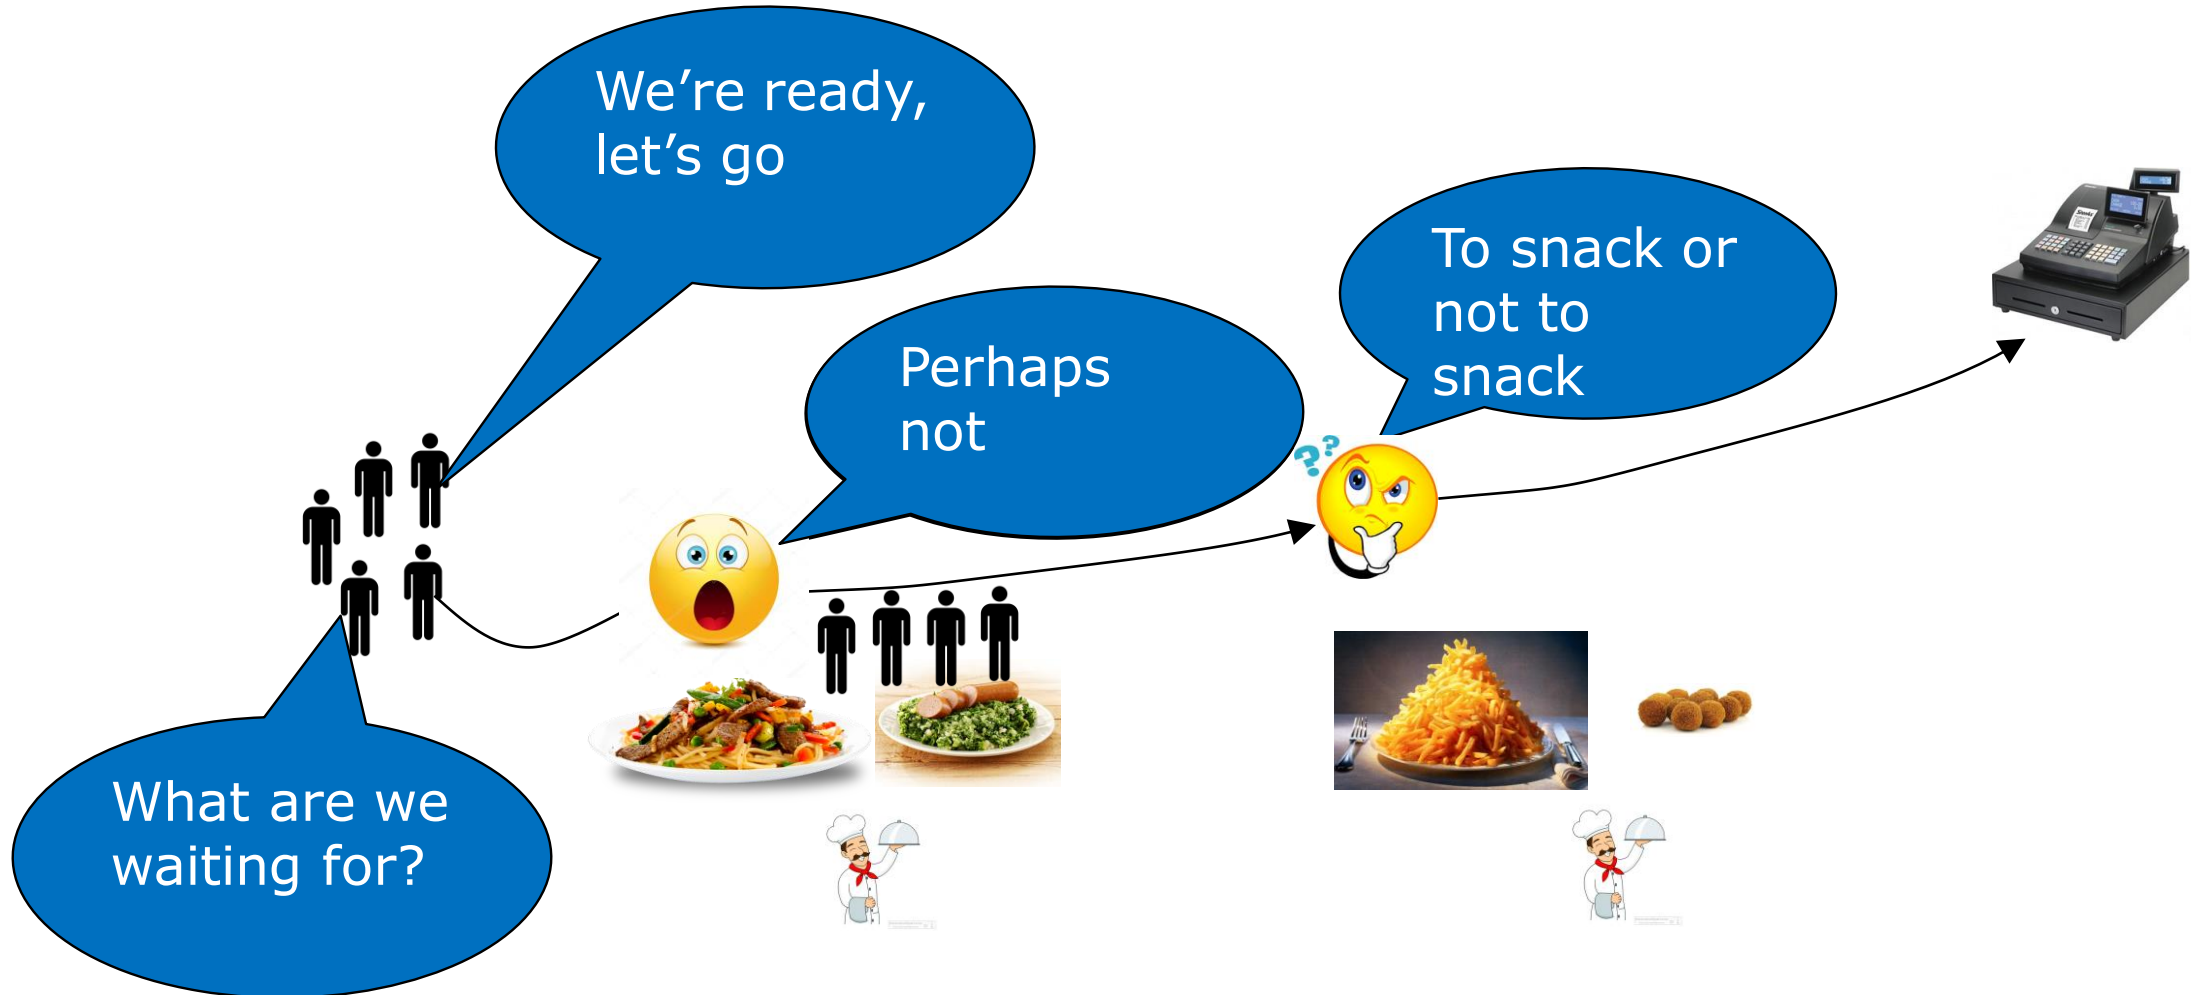 We’re ready,
let’s go
To snack or
not to
snack
Perhaps
not
What are we
waiting for?